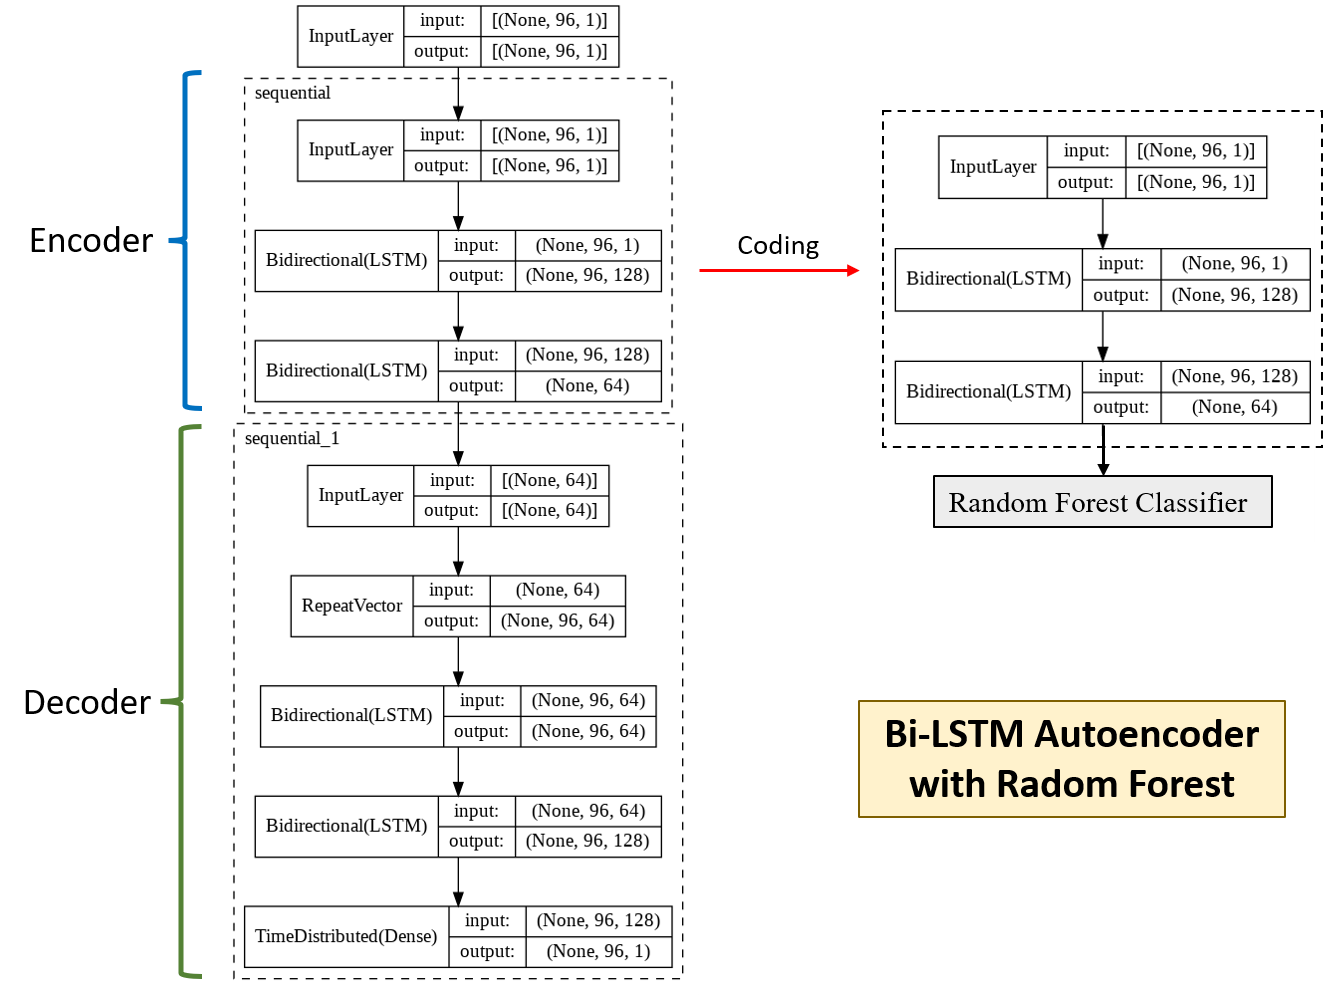 InputLayer
input: [(None, 96, 1)]
output: [(None, 96, 1)]
Encoder
sequential
InputLayer
input: [(None, 96, 1)]
output: [(None, 96, 1)]
Bidirectional(LSTM)
input: (None, 96, 1)
output: (None, 96, 128)
Bidirectional(LSTM)
input: (None, 96, 128)
output: (None, 64)
Decoder
sequential_1
InputLayer
input: [(None, 64)]
output: [(None, 64)]
RepeatVector
input: (None, 64)
output: (None, 96, 64)
Bidirectional(LSTM)
input: (None, 96, 64)
output: (None, 96, 64)
Bidirectional(LSTM)
input: (None, 96, 64)
output: (None, 96, 128)
TimeDistributed(Dense)
input: (None, 96, 128)
output: (None, 96, 1)
Coding
InputLayer
input: [(None, 96, 1)]
output: [(None, 96, 1)]
Bidirectional(LSTM)
input: (None, 96, 1)
output: (None, 96, 128)
Bidirectional(LSTM)
input: (None, 96, 128)
output: (None, 64)
Random Forest Classifier
Bi-LSTM Autoencoder
with Radom Forest